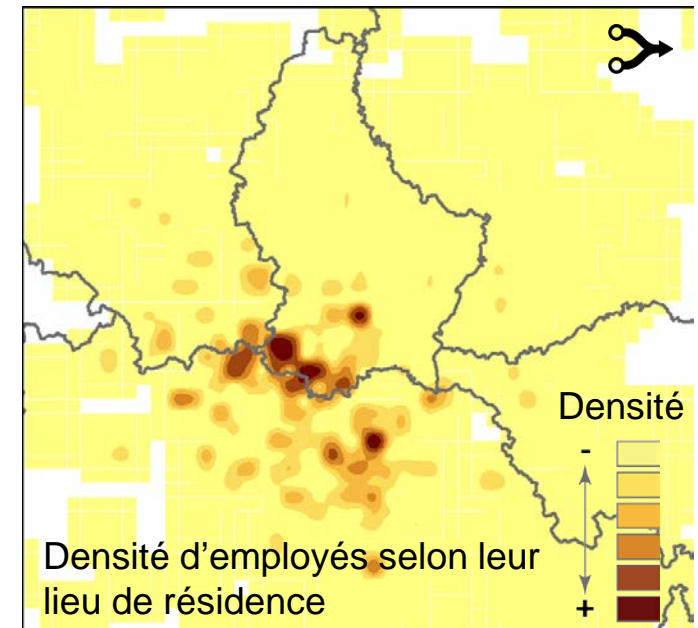 Densité
-
+
Densité d'employés selon leur
lieu de résidence